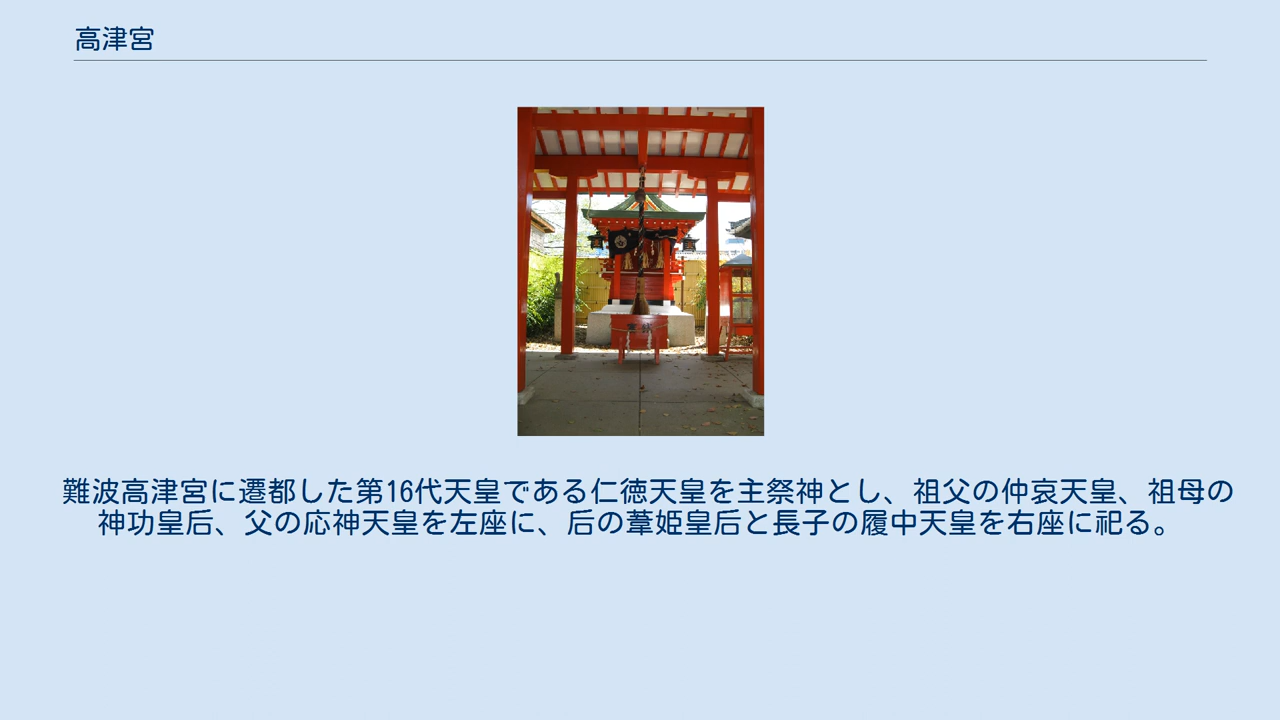 高津宮
難波高津宮に遷都した第16代天皇である仁徳天皇を主祭神とし、祖父の仲哀天皇、祖母の
神功皇后、父の応神天皇を左座に、后の葦姫皇后と長子の履中天皇を右座に祀る。